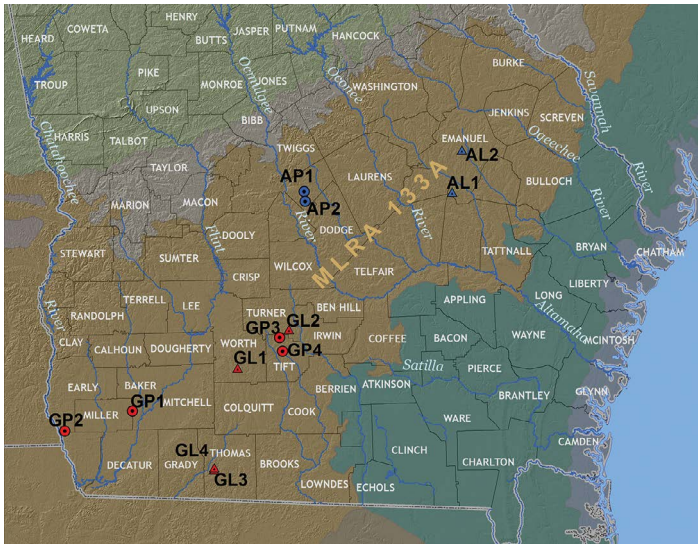 HENRY
COWETA
JASPER
PUTNAM
HEARD
BUTTS
HANCOCK
BURKE
PIKE
MONROE
JONES
WASHINGTON
TROUP
Ocmulgee
Oconee
Savannah
UPSON
JENKINS
SCREVEN
BIBB
HARRIS
TALBOT
EMANUEL
Ogeechee
Chatahoochee
TWIGGS
AL2
TAYLOR
LAURENS
AP1
AL1
BULLOCH
River
MARION
MACON
AP2
River
MLRA 133A
Flint
DOOLY
River
DODGE
River
STEWART
SUMTER
TATTNALL
BRYAN
CHATHAM
WILCOX
TELFAIR
CRISP
LIBERTY
TERRELL
LEE
LONG
River
RANDOLPH
BEN HILL
APPLING
Altamaha
TURNER
GL2
CLAY
CALHOUN
DOUGHERTY
WORTH
GP3
IRWIN
COFFEE
BACON
WAYNE
MCINTOSH
GL1
GP4
TIFT
Satilla
PIERCE
EARLY
BAKER
BERRIEN
ATKINSON
BRANTLEY
GLYNN
GP1
MITCHELL
COLQUITT
COOK
GP2
MILLER
WARE
CAMDEN
GL4
THOMAS
CLINCH
DECATUR
GRADY
BROOKS
CHARLTON
GL3
LOWNDES
ECHOLS